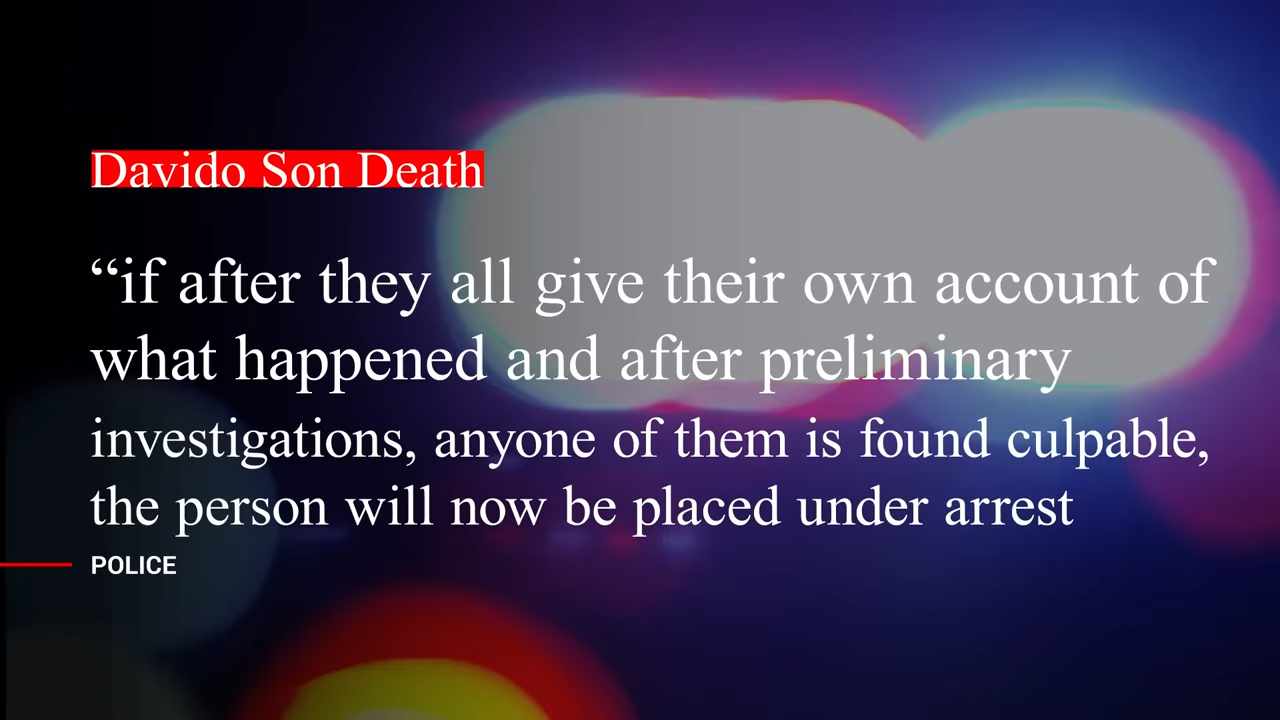 Davido Son Death
“if after they all give their own account of
what happened and after preliminary
investigations, anyone of them is found culpable,
the person will now be placed under arrest
POLICE